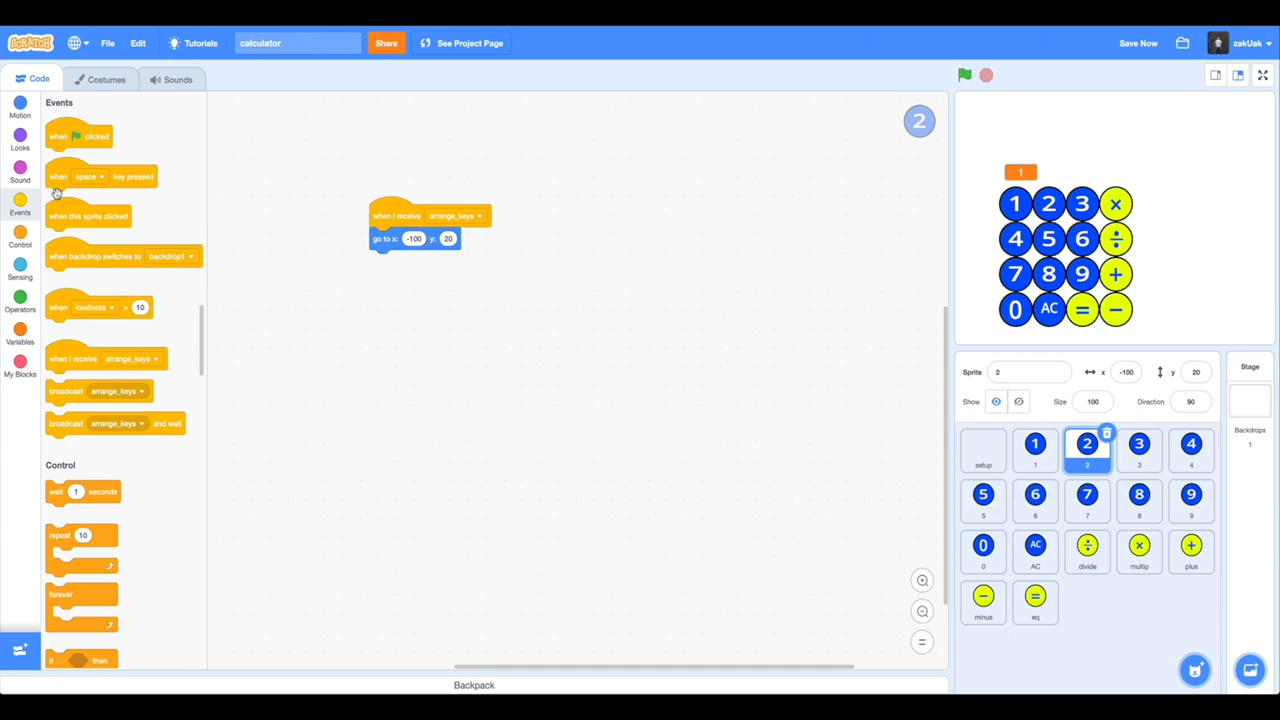 SCRATCH
File
Edit
Tutorials
calculator
Share
See Project Page
Save Now
zakUak
Code
Costumes
Sounds
Motion
Looks
Sound
Events
Control
Sensing
Operators
Variables
My Blocks
Events
when clicked
when space key pressed
when this sprite clicked
when backdrop switches to backdrop1
when loudness > 10
when I receive arrange_keys
broadcast arrange_keys
broadcast arrange_keys and wait
Control
wait 1 seconds
repeat 10
forever
if then
when I receive arrange_keys
go to x: -100 y: 20
2
=
Backpack
1
1 2 3 ×
4 5 6 ÷
7 8 9 +
0 AC = −
Sprite 2 x -100 y 20
Show Size 100 Direction 90
1 2 3 4
setup 1 2 3 4
5 6 7 8 9
5 6 7 8 9
0 AC ÷ × +
0 AC divide multip plus
− =
minus eq
Stage
Backdrops
1